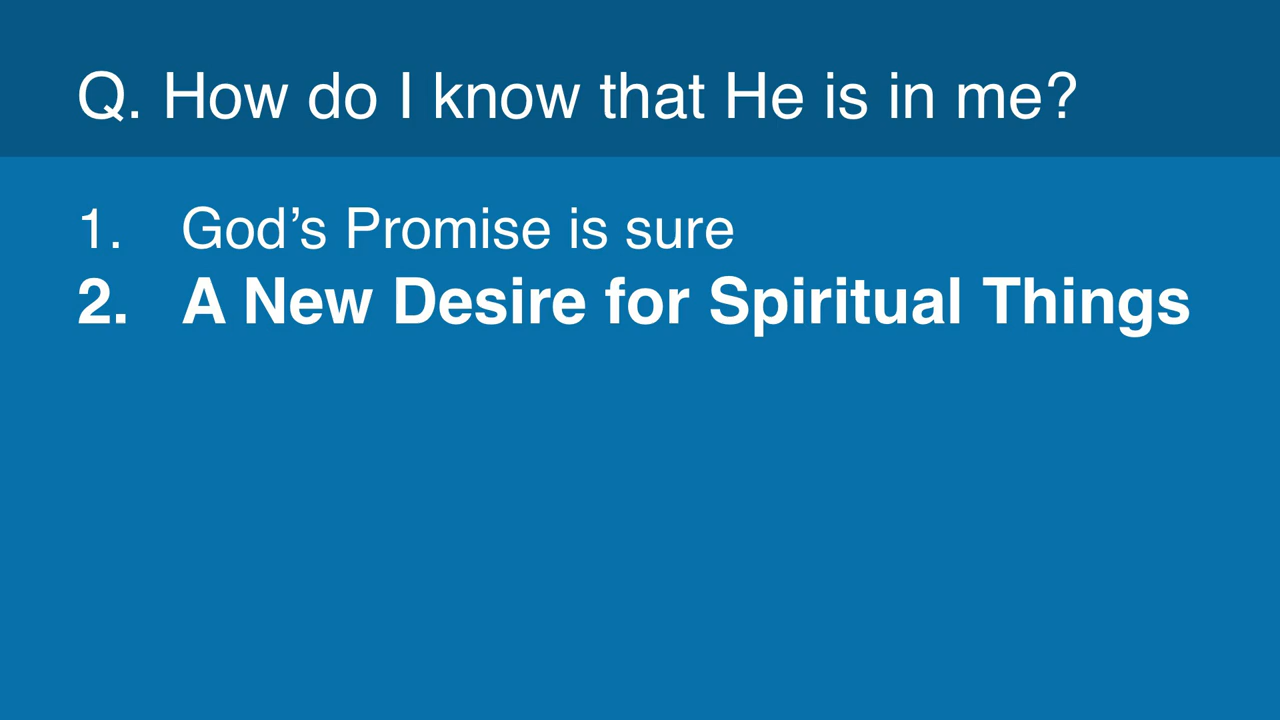 Q. How do I know that He is in me?
1. God’s Promise is sure
2. A New Desire for Spiritual Things